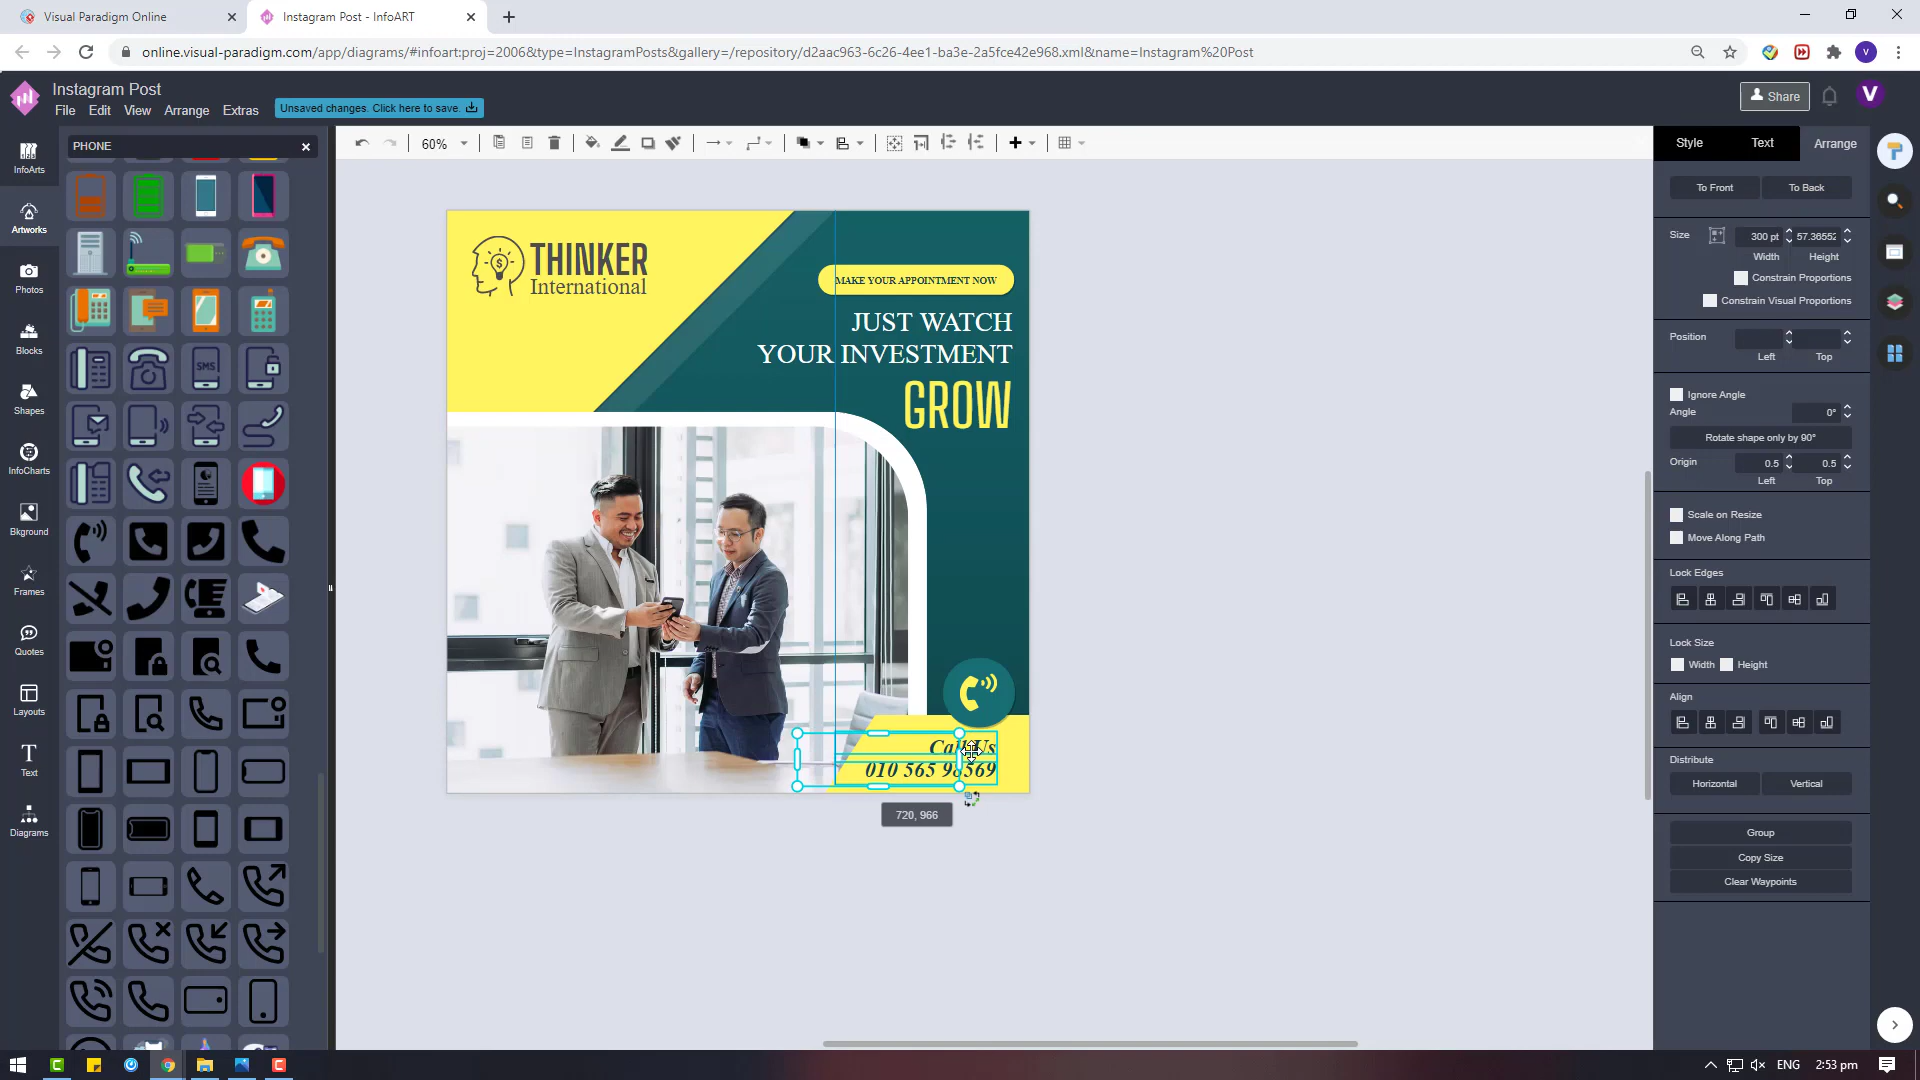 Visual Paradigm Online
Instagram Post - InfoART
online.visual-paradigm.com/app/diagrams/#infoart:proj=2006&type=InstagramPosts&gallery=/repository/d2aac963-6c26-4ee1-ba3e-2a5fce42e968.xml&name=Instagram%20Post
V
Instagram Post
File Edit View Arrange Extras
Unsaved changes. Click here to save.
Share
V
InfoArts
Artworks
Photos
Blocks
Shapes
InfoCharts
Bkground
Frames
Quotes
Layouts
Text
Diagrams
PHONE
SMS
60%
THINKER
International
MAKE YOUR APPOINTMENT NOW
JUST WATCH
YOUR INVESTMENT
GROW
Call Us
010 565 98569
720, 966
Style Text Arrange
To Front To Back
Size 300 pt 57.36552
Width Height
Constrain Proportions
Constrain Visual Proportions
Position
Left Top
Ignore Angle
Angle 0°
Rotate shape only by 90°
Origin 0.5 0.5
Left Top
Scale on Resize
Move Along Path
Lock Edges
Lock Size
Width Height
Align
Distribute
Horizontal Vertical
Group
Copy Size
Clear Waypoints
ENG 2:53 pm